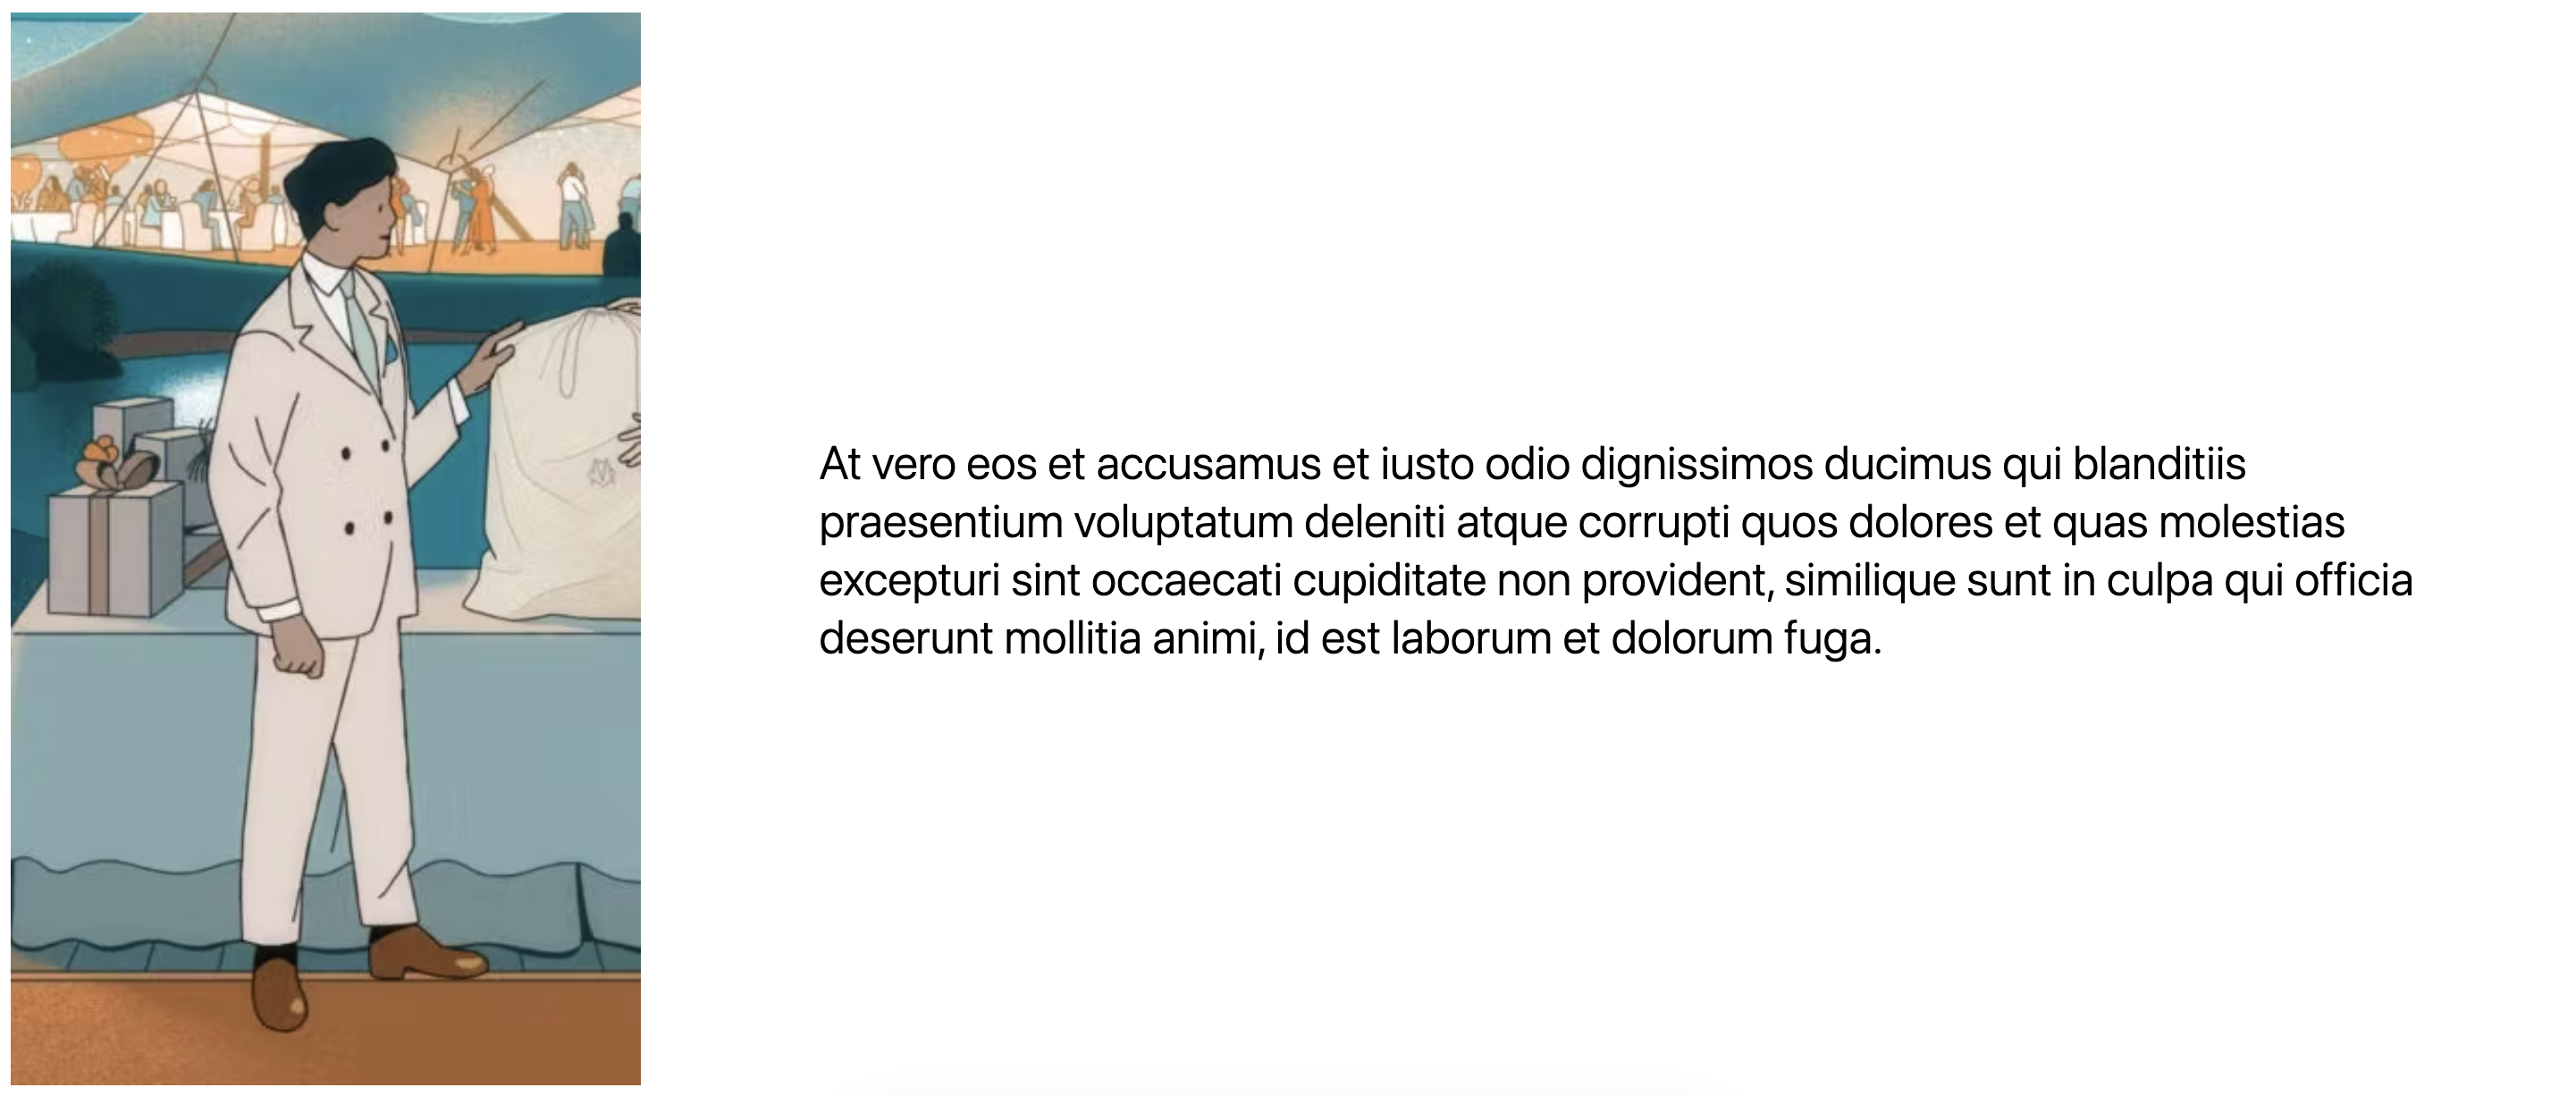 At vero eos et accusamus et iusto odio dignissimos ducimus qui blanditiis
praesentium voluptatum deleniti atque corrupti quos dolores et quas molestias
excepturi sint occaecati cupiditate non provident, similique sunt in culpa qui officia
deserunt mollitia animi, id est laborum et dolorum fuga.